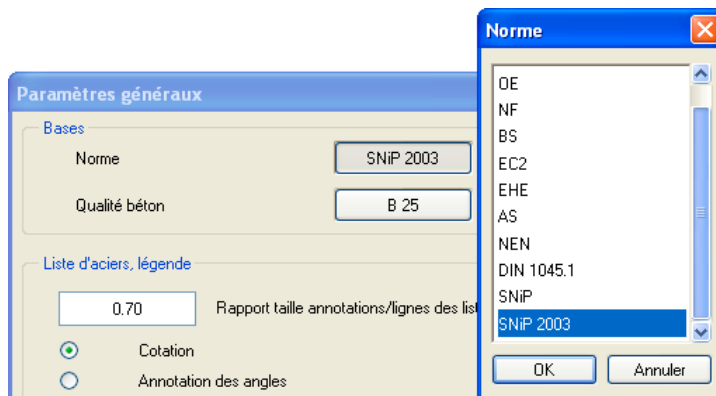 Paramètres généraux
Bases
Norme
SNiP 2003
Qualité béton
B 25
Liste d'aciers, légende
0.70
Rapport taille annotations/lignes des
Cotation
Annotation des angles
Norme
OE
NF
BS
EC2
EHE
AS
NEN
DIN 1045.1
SNiP
SNiP 2003
OK
Annuler